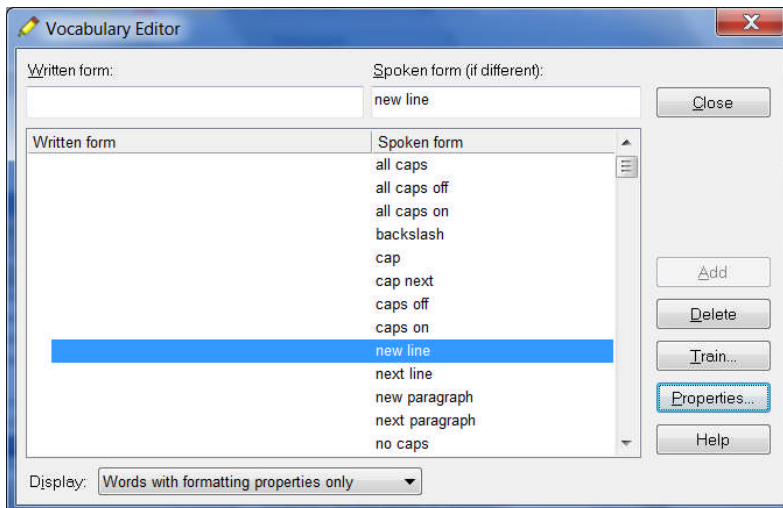 Vocabulary Editor
Written form: Spoken form (if different):
new line
Close
Written form Spoken form
all caps
all caps off
all caps on
backslash
cap
cap next
caps off
caps on
new line
next line
new paragraph
next paragraph
no caps
Add
Delete
Train...
Properties...
Help
Display: Words with formatting properties only